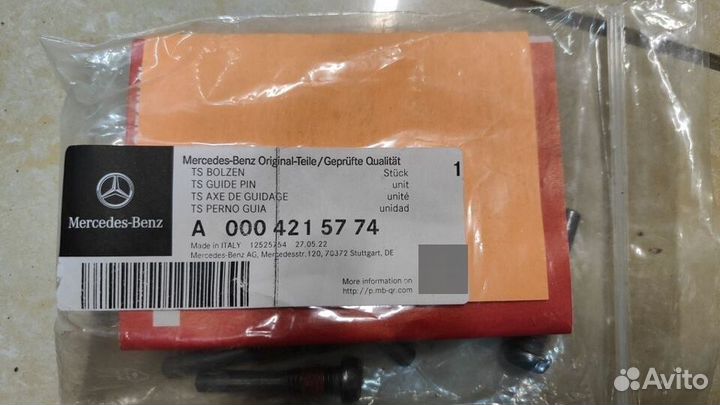 Mercedes-Benz
Mercedes-Benz Original-Teile/Geprüfte Qualität
TS BOLZEN Stück 1
TS GUIDE PIN unit
TS AXE DE GUIDAGE unité
TS PERNO GUIA unidad
A 000 421 57 74
Made in ITALY 12525754 27.05.22
Mercedes-Benz AG, Mercedesstr.120, 70372 Stuttgart, DE
More information on
http://p.mb-qr.com
Avito